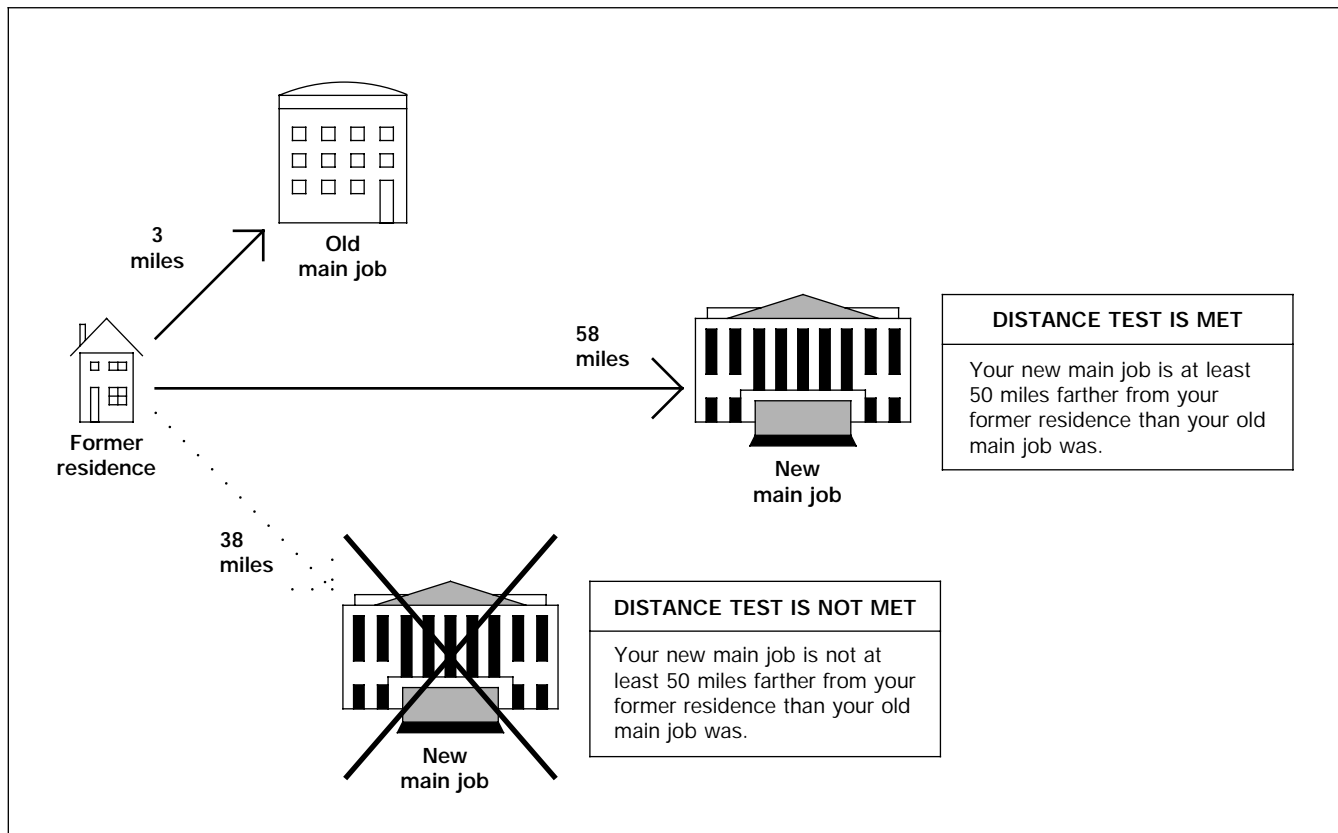 3
miles
Old
main job
58
miles
DISTANCE TEST IS MET
Your new main job is at least
50 miles farther from your
former residence than your old
main job was.
Former
residence
New
main job
38
miles
DISTANCE TEST IS NOT MET
Your new main job is not at
least 50 miles farther from your
former residence than your old
main job was.
New
main job